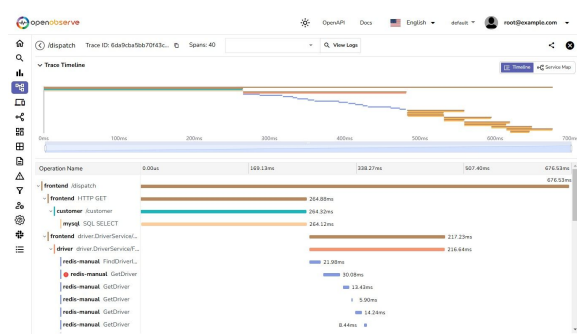 openobserve
OpenAPI Docs English default root@example.com
/dispatch Trace ID: 6da9cba5bb70f43c... Spans: 40 View Logs
Trace Timeline
Timeline Service Map
0ms 100ms 200ms 300ms 400ms 500ms 600ms 700ms
Operation Name 0.00us 169.13ms 338.27ms 507.40ms 676.53ms
676.53ms
frontend /dispatch
frontend HTTP GET 264.88ms
customer /customer 264.32ms
mysql SQL SELECT 264.12ms
frontend driver.DriverService/... 217.23ms
driver driver.DriverService/F... 216.64ms
redis-manual FindDriverI... 21.98ms
redis-manual GetDriver 30.08ms
redis-manual GetDriver 13.43ms
redis-manual GetDriver 5.90ms
redis-manual GetDriver 14.24ms
redis-manual GetDriver 8.44ms